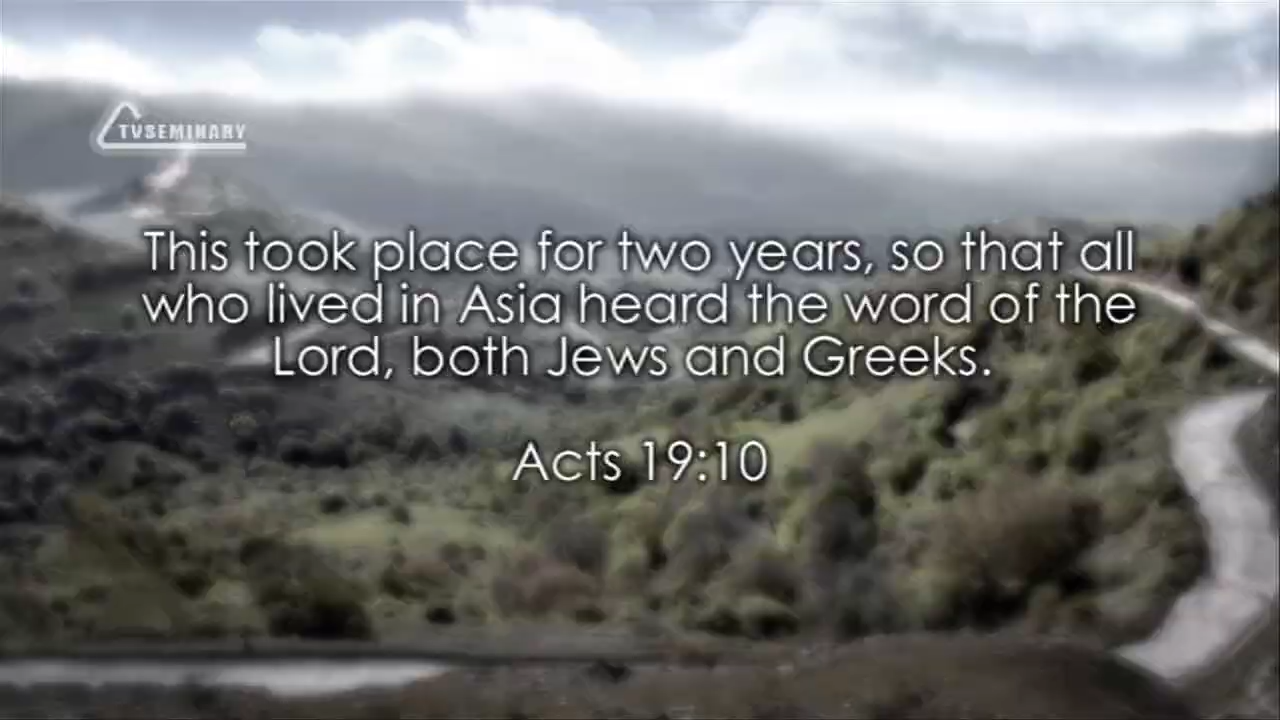 TVSEMINARY
This took place for two years, so that all
who lived in Asia heard the word of the
Lord, both Jews and Greeks.
Acts 19:10